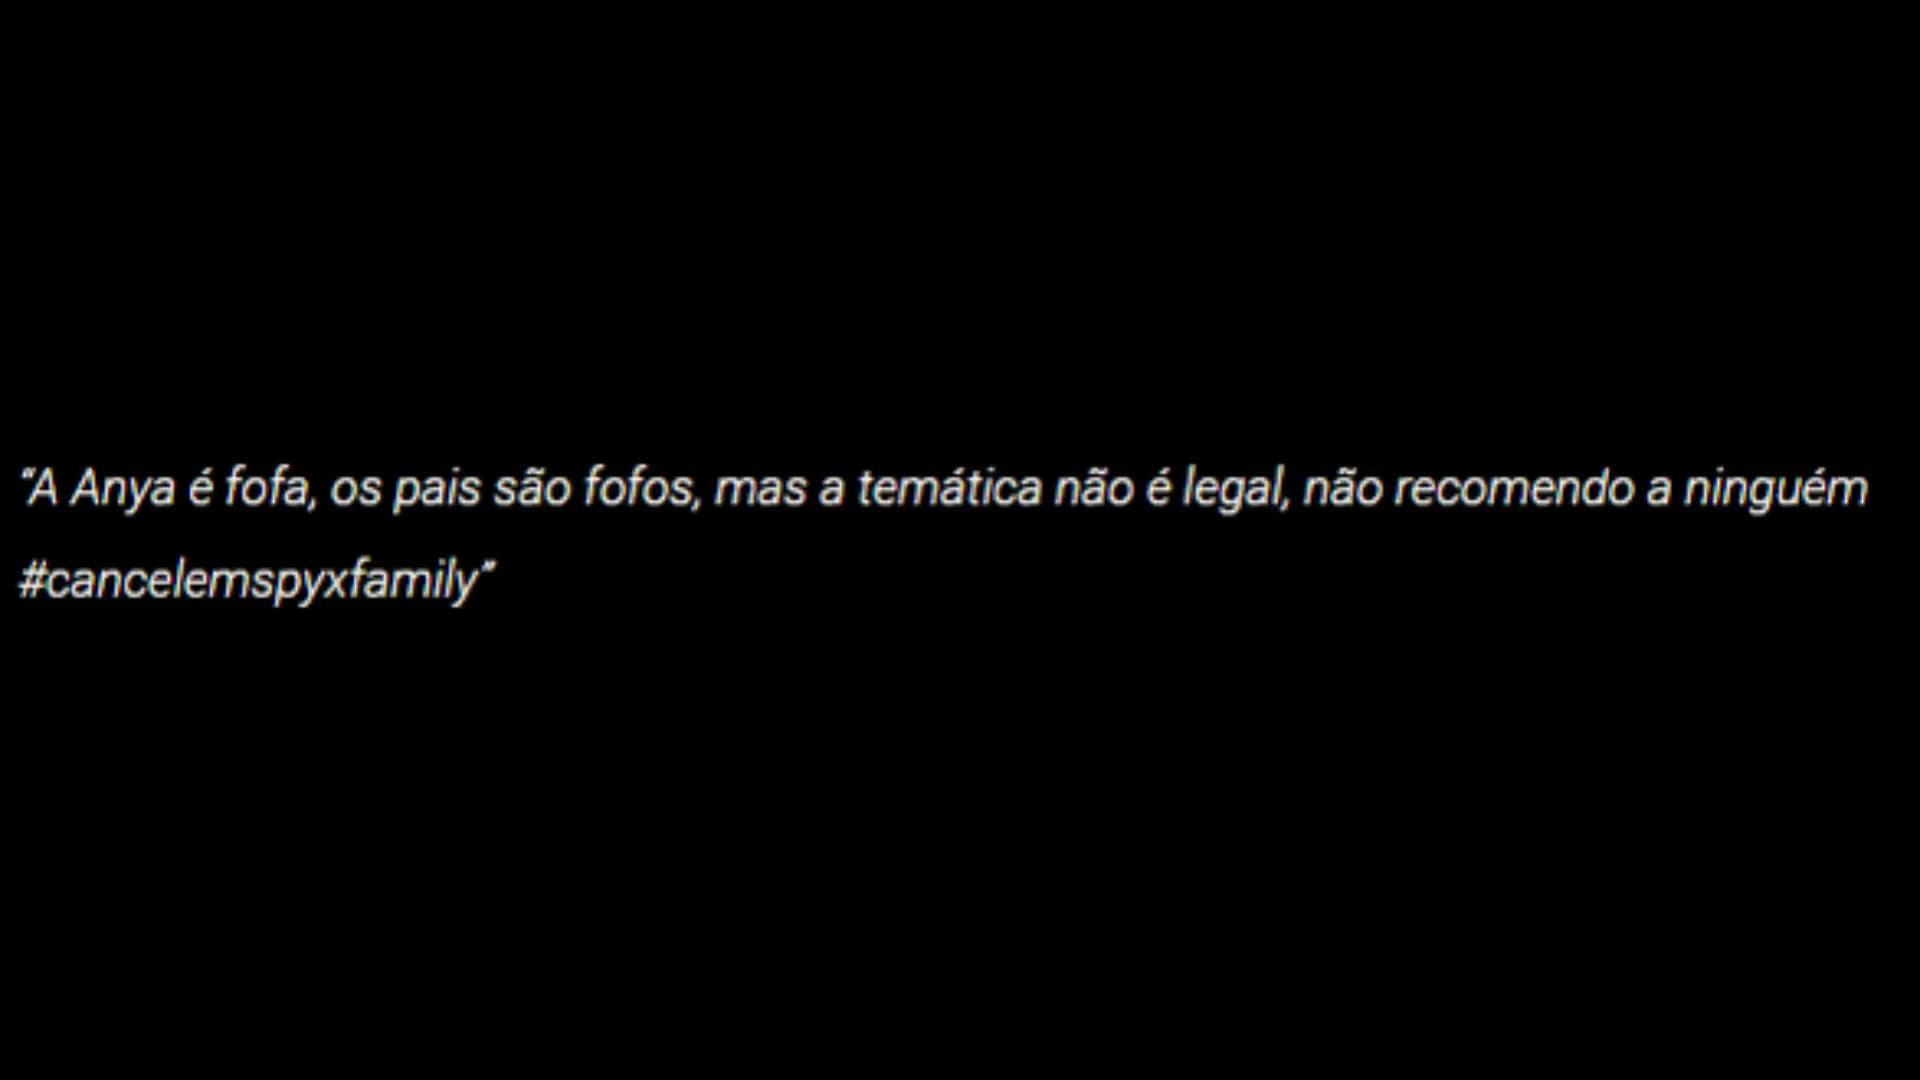 “A Anya é fofa, os pais são fofos, mas a temática não é legal, não recomendo a ninguém
#cancelemspyxfamily”